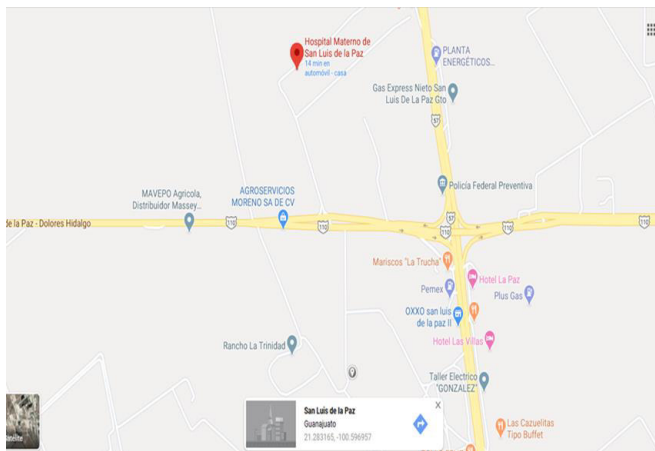 Hospital Materno de
San Luis de la Paz
14 min en
automóvil - casa
PLANTA
ENERGÉTICOS...
Gas Express Nieto San
Luis De La Paz Gto
57
Policía Federal Preventiva
MAVEPO Agrícola,
Distribuidor Massey...
AGROSERVICIOS
MORENO SA DE CV
57
de la Paz - Dolores Hidalgo
110
110
110
110
110
Mariscos "La Trucha"
Hotel La Paz
Pemex
Plus Gas
OXXO san luis
de la paz II
Hotel Las Villas
Rancho La Trinidad
Taller Electrico
"GONZALEZ"
San Luis de la Paz
Guanajuato
21.283165, -100.596957
X
Las Cazuelitas
Tipo Buffet